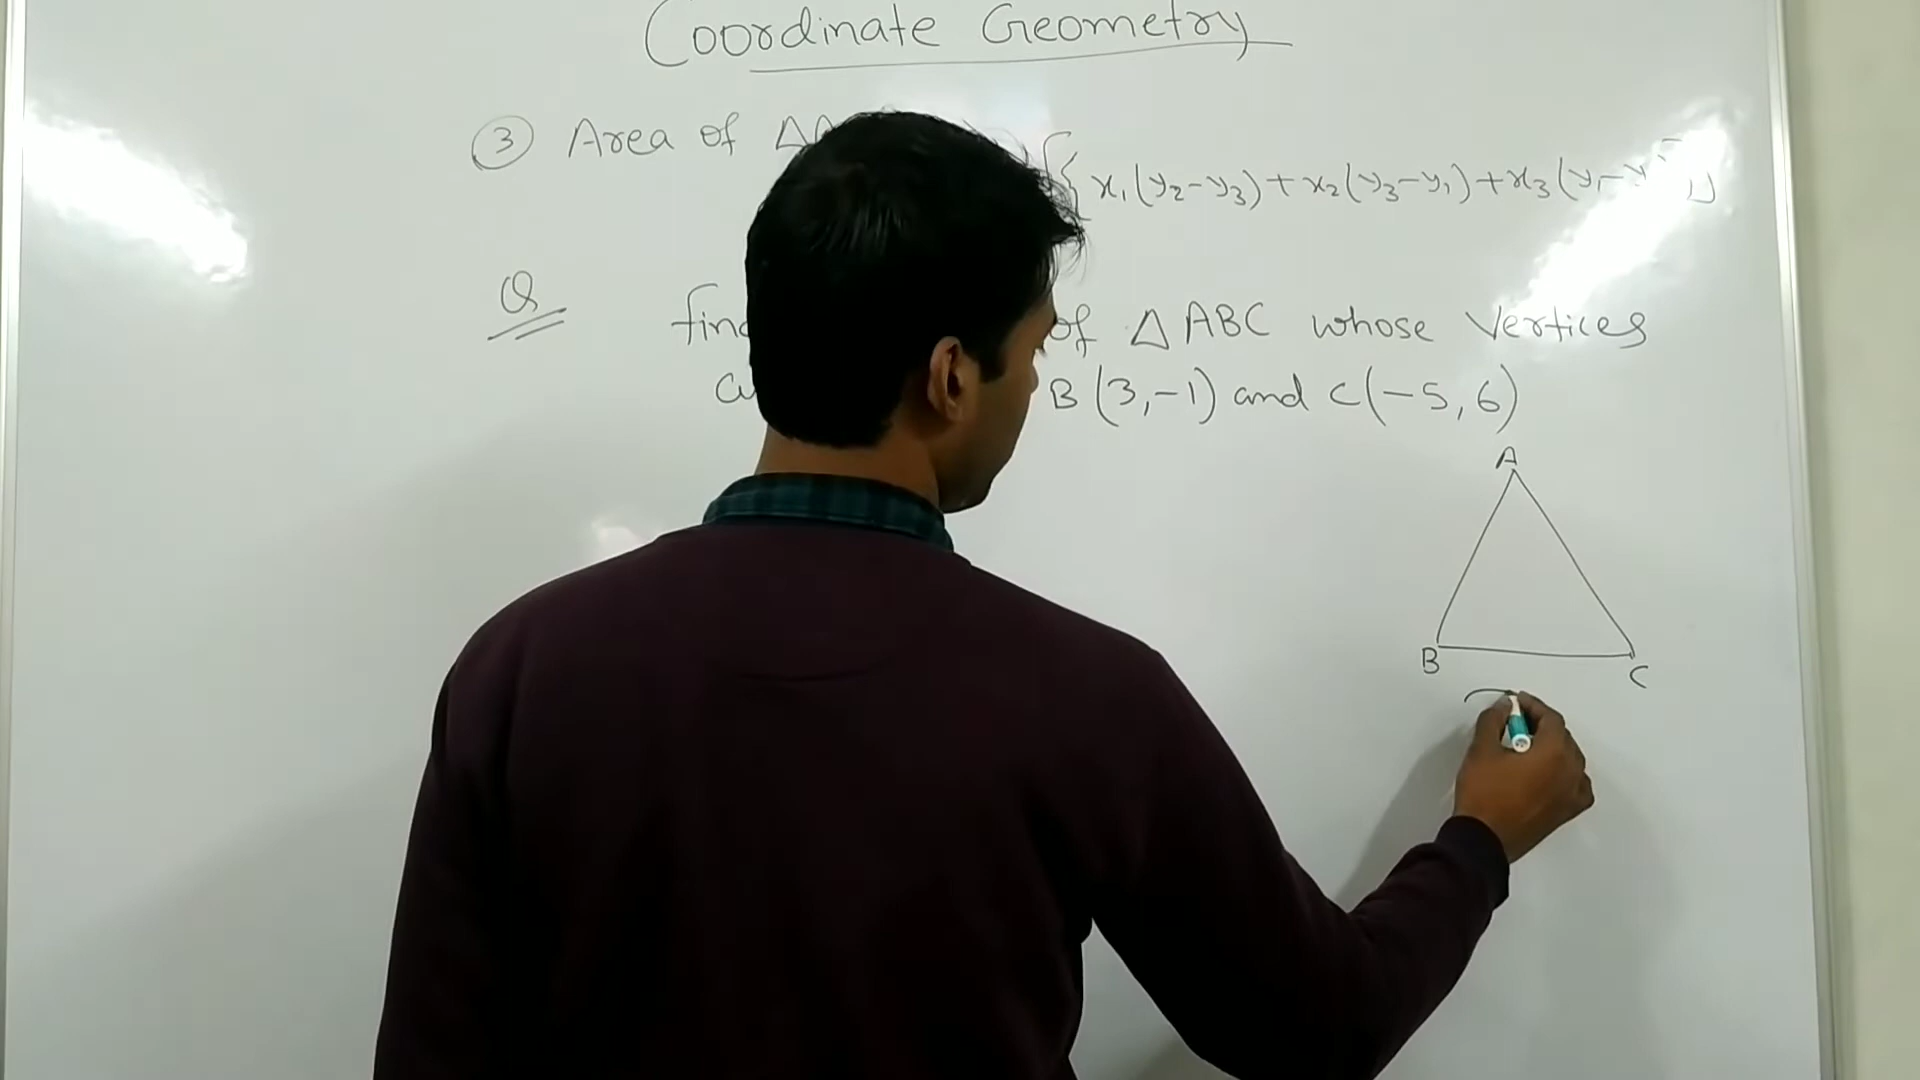 Coordinate Geometry
③ Area of Δ { x₁(y₂-y₃)+x₂(y₃-y₁)+x₃(y₁-y
Q of Δ ABC whose Vertices
B(3,-1) and C(-5,6)
A
B C